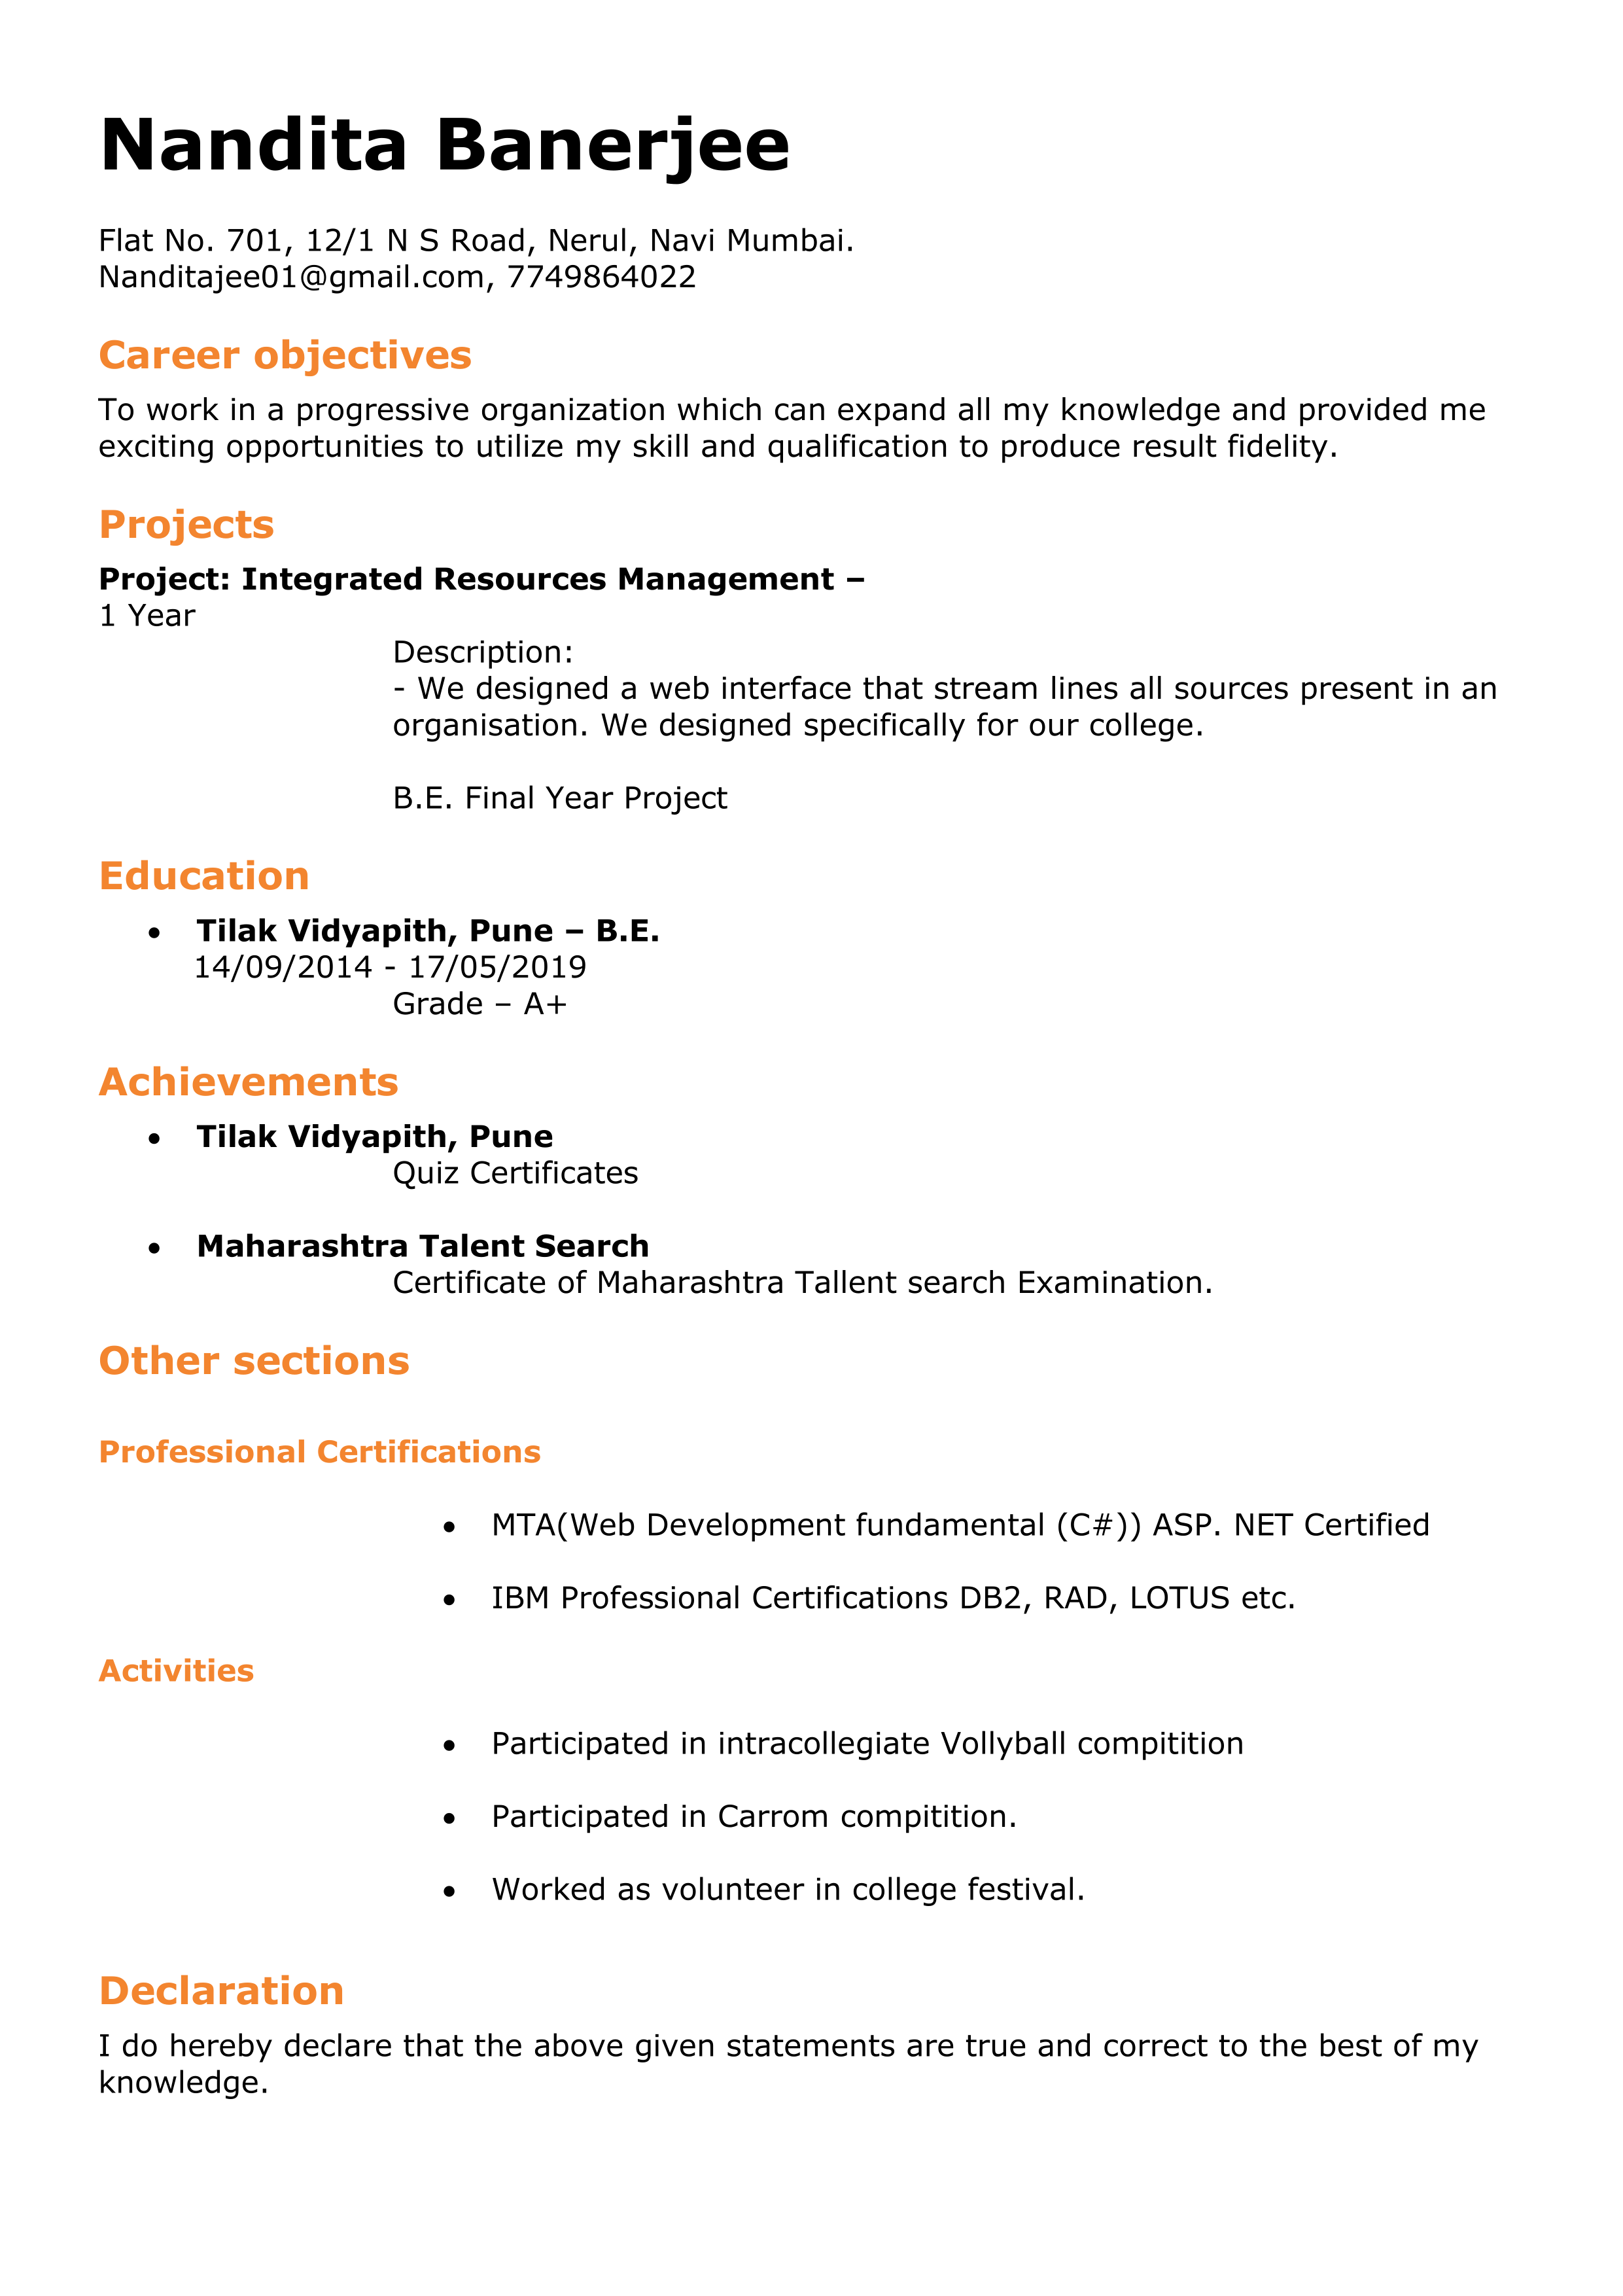 Nandita Banerjee
Flat No. 701, 12/1 N S Road, Nerul, Navi Mumbai.
Nanditajee01@gmail.com, 7749864022
Career objectives
To work in a progressive organization which can expand all my knowledge and provided me
exciting opportunities to utilize my skill and qualification to produce result fidelity.
Projects
Project: Integrated Resources Management –
1 Year
Description:
- We designed a web interface that stream lines all sources present in an
organisation. We designed specifically for our college.
B.E. Final Year Project
Education
• Tilak Vidyapith, Pune – B.E.
14/09/2014 - 17/05/2019
Grade – A+
Achievements
• Tilak Vidyapith, Pune
Quiz Certificates
• Maharashtra Talent Search
Certificate of Maharashtra Tallent search Examination.
Other sections
Professional Certifications
• MTA(Web Development fundamental (C#)) ASP. NET Certified
• IBM Professional Certifications DB2, RAD, LOTUS etc.
Activities
• Participated in intracollegiate Vollyball compitition
• Participated in Carrom compitition.
• Worked as volunteer in college festival.
Declaration
I do hereby declare that the above given statements are true and correct to the best of my
knowledge.